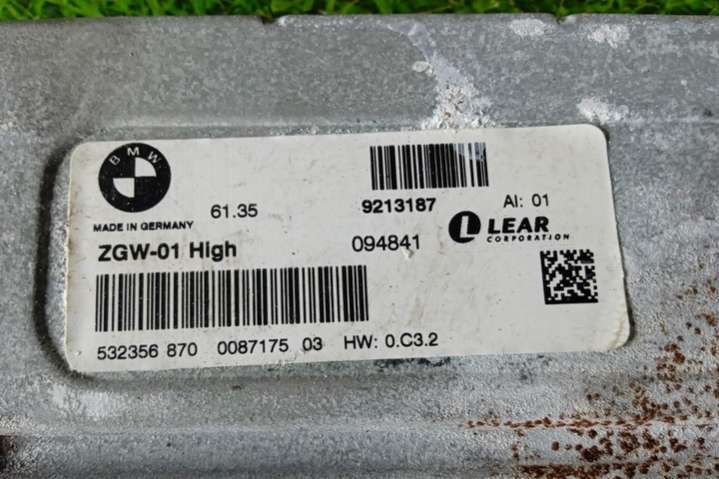 BMW
MADE IN GERMANY
61.35
9213187
AI: 01
ZGW-01 High
094841
LEAR
CORPORATION
532356 870 0087175 03 HW: 0.C3.2